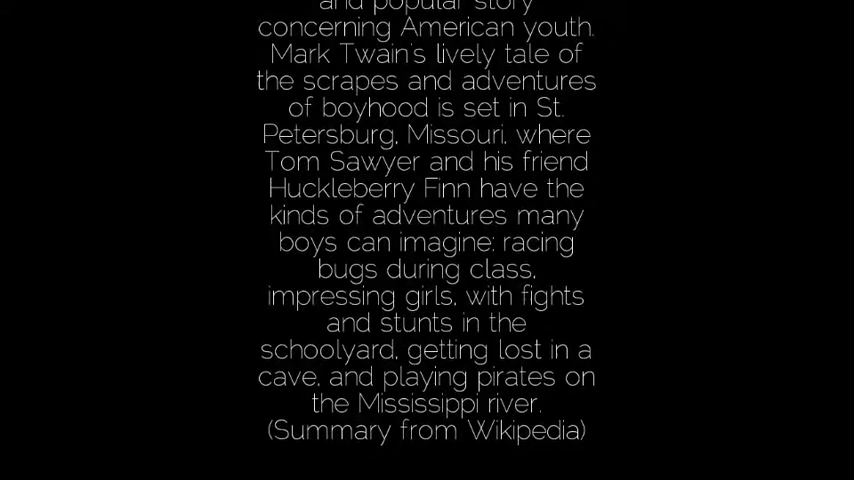 and popular story
concerning American youth.
Mark Twain's lively tale of
the scrapes and adventures
of boyhood is set in St.
Petersburg, Missouri, where
Tom Sawyer and his friend
Huckleberry Finn have the
kinds of adventures many
boys can imagine: racing
bugs during class,
impressing girls, with fights
and stunts in the
schoolyard, getting lost in a
cave, and playing pirates on
the Mississippi river.
(Summary from Wikipedia)